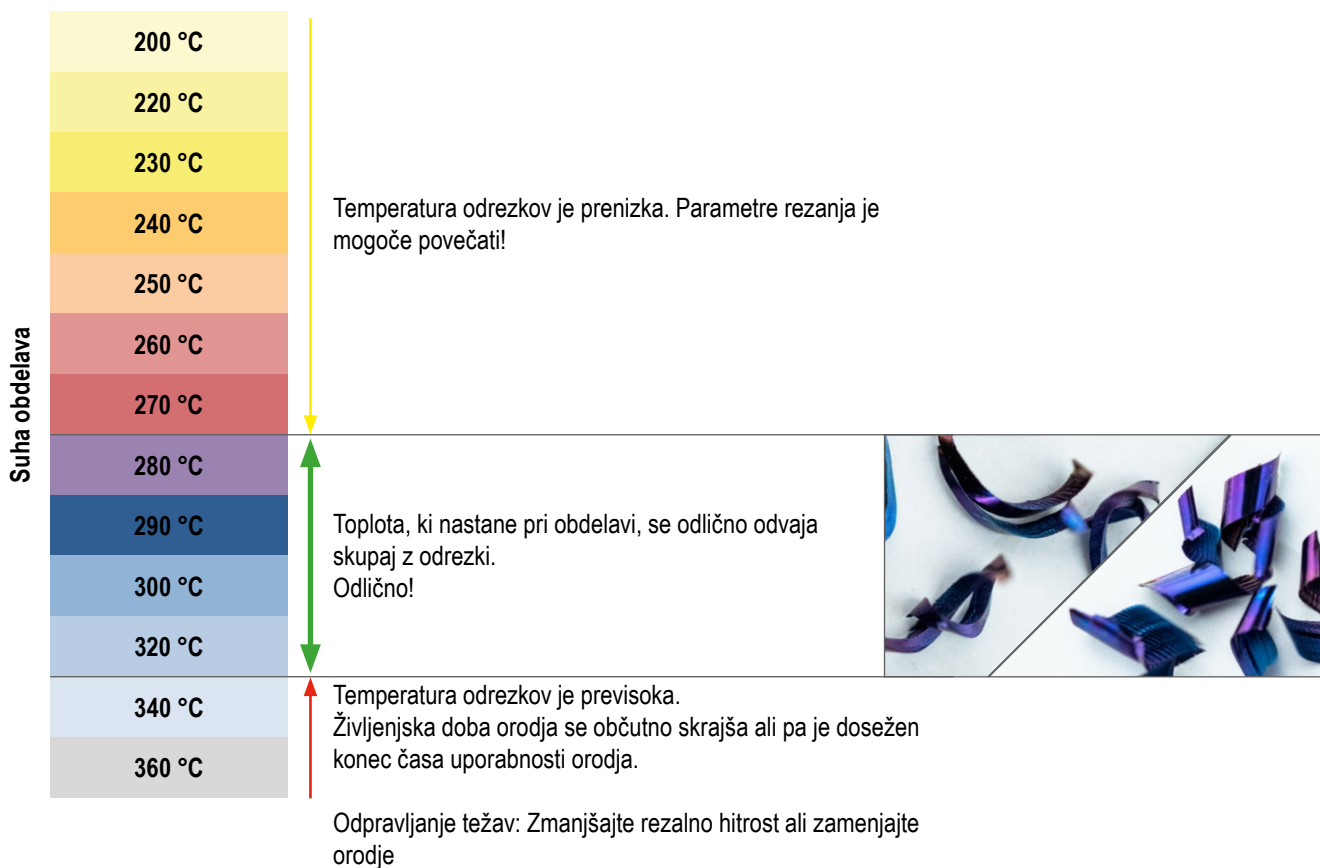 200 °C
220 °C
230 °C
240 °C
250 °C
260 °C
270 °C
280 °C
290 °C
300 °C
320 °C
340 °C
360 °C
Suha obdelava
Temperatura odrezkov je prenizka. Parametre rezanja je
mogoče povečati!
Toplota, ki nastane pri obdelavi, se odlično odvaja
skupaj z odrezki.
Odlično!
Temperatura odrezkov je previsoka.
Življenjska doba orodja se občutno skrajša ali pa je dosežen
konec časa uporabnosti orodja.
Odpravljanje težav: Zmanjšajte rezalno hitrost ali zamenjajte
orodje